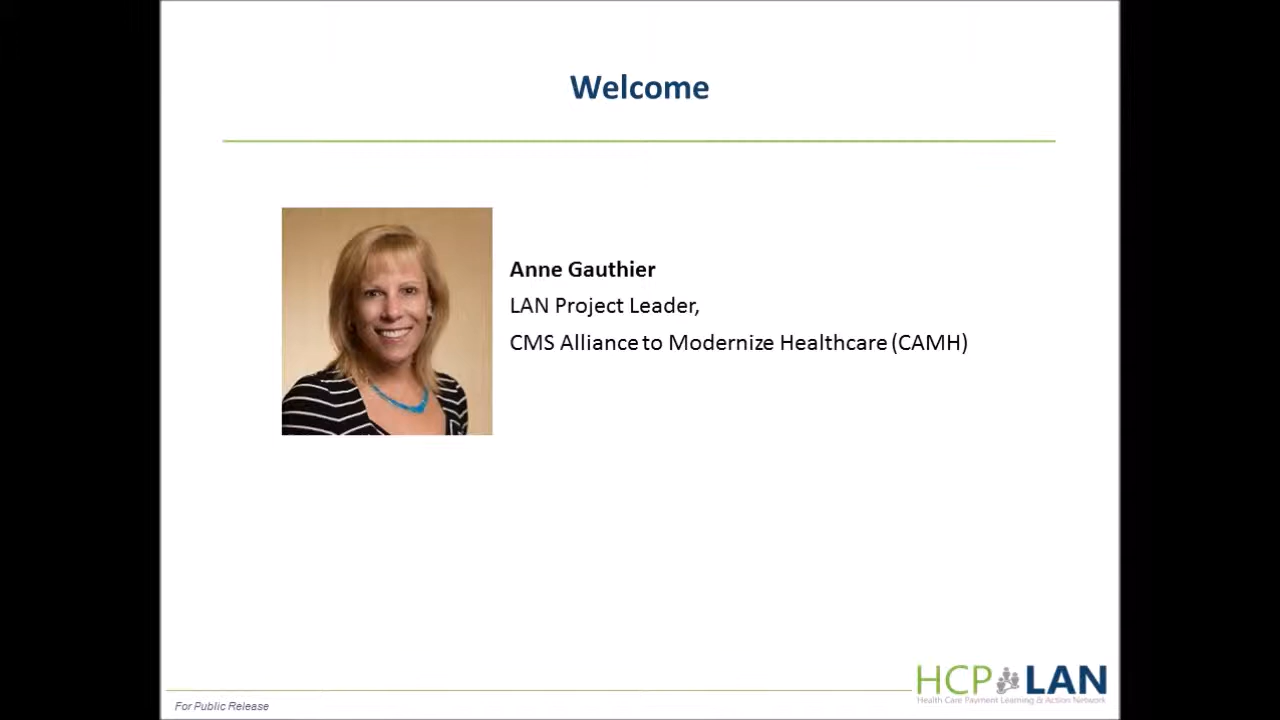 Welcome
Anne Gauthier
LAN Project Leader,
CMS Alliance to Modernize Healthcare (CAMH)
HCP LAN
Health Care Payment Learning & Action Network
For Public Release